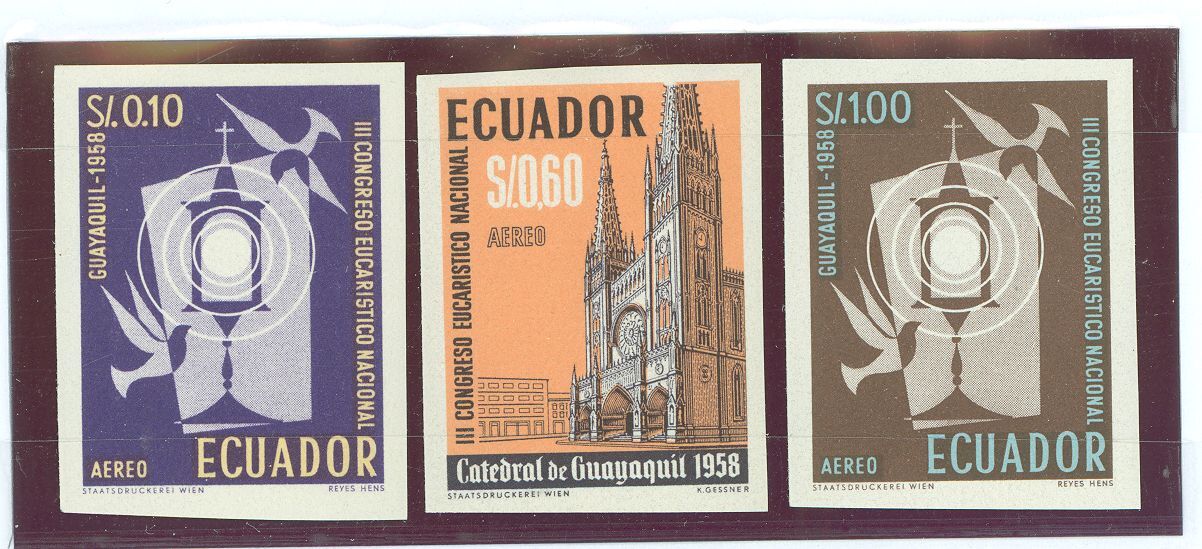 S/.0.10
GUAYAQUIL-1958
III CONGRESO EUCARISTICO NACIONAL
AEREO
ECUADOR
STAATSDRUCKEREI WIEN
REYES HENS
ECUADOR
S/.0,60
AEREO
III CONGRESO EUCARISTICO NACIONAL
Catedral de Guayaquil 1958
STAATSDRUCKEREI WIEN
K.GESSNER
S/.1.00
GUAYAQUIL-1958
III CONGRESO EUCARISTICO NACIONAL
AEREO
ECUADOR
STAATSDRUCKEREI WIEN
REYES HENS